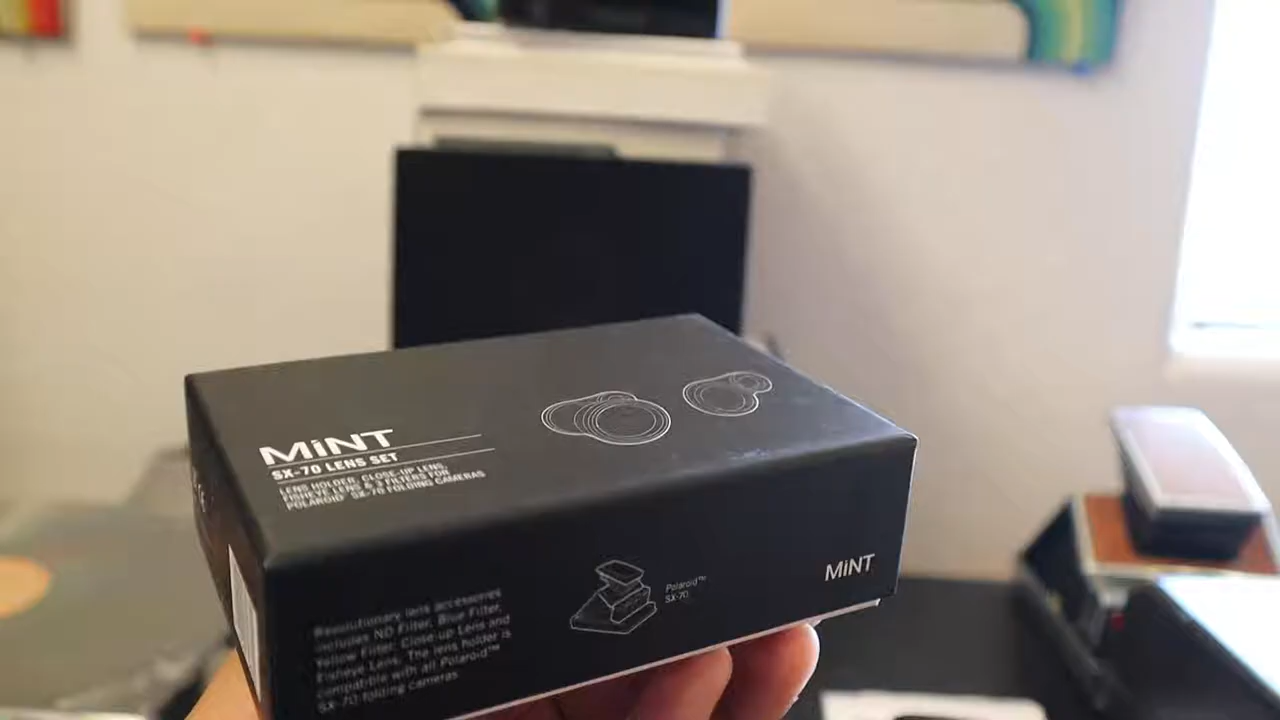 MiNT
SX-70 LENS SET
LENS HOLDER, CLOSE-UP LENS,
FISHEYE LENS & 3 FILTERS FOR
POLAROID™ SX-70 FOLDING CAMERAS
Revolutionary lens accessories
includes ND Filter, Blue Filter,
Yellow Filter, Close-up Lens and
Fisheye Lens. The lens holder is
compatible with all Polaroid™
SX-70 folding cameras
Polaroid™
SX-70
MiNT